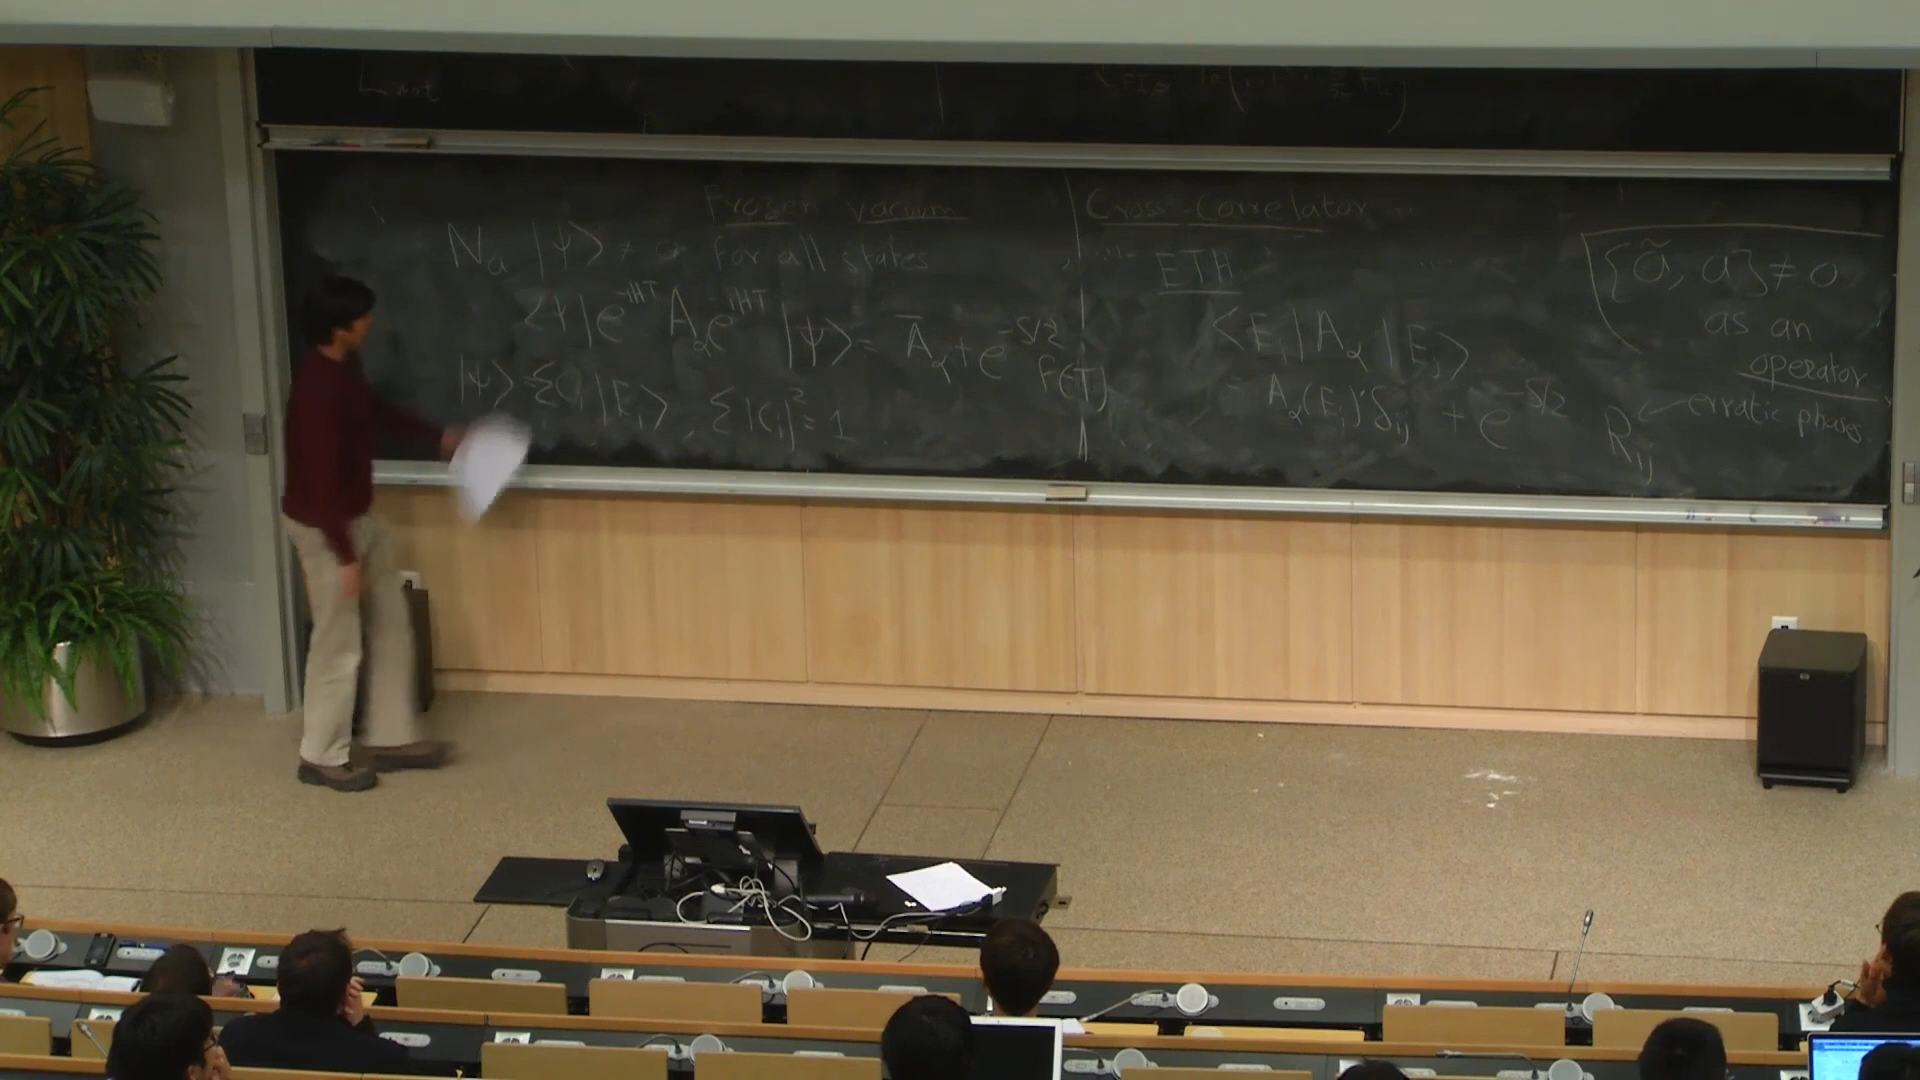 Frozen vacuum
N_a |ψ⟩ ≠ 0 for all states
⟨ψ| e^{-iHT} A_α e^{iHT} |ψ⟩ = Ā_α + e^{-S/2} f(T)
|ψ⟩ = Σ C_i |E_i⟩, Σ |C_i|² = 1
Cross-Correlator
ETH
⟨E_i| A_α |E_j⟩
= A_α(E_i) δ_ij + e^{-S/2} R_ij ← erratic phases
{ã, a} ≠ 0
as an
operator